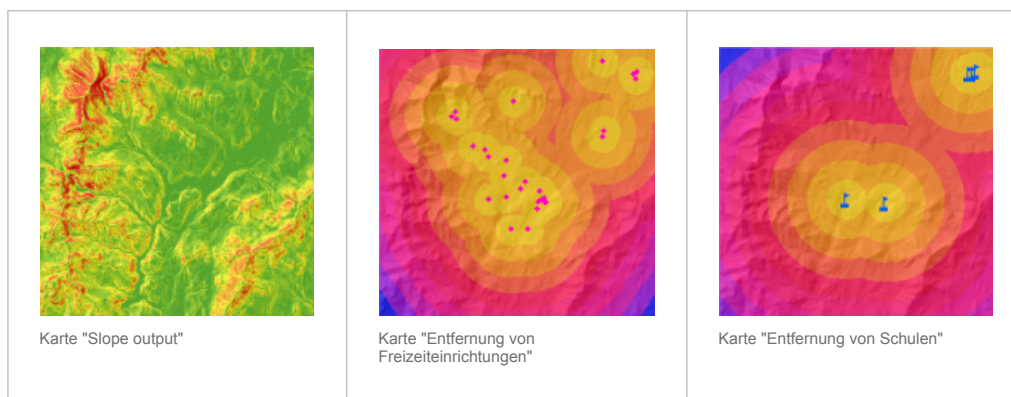 Karte "Slope output"
Karte "Entfernung von
Freizeiteinrichtungen"
Karte "Entfernung von Schulen"